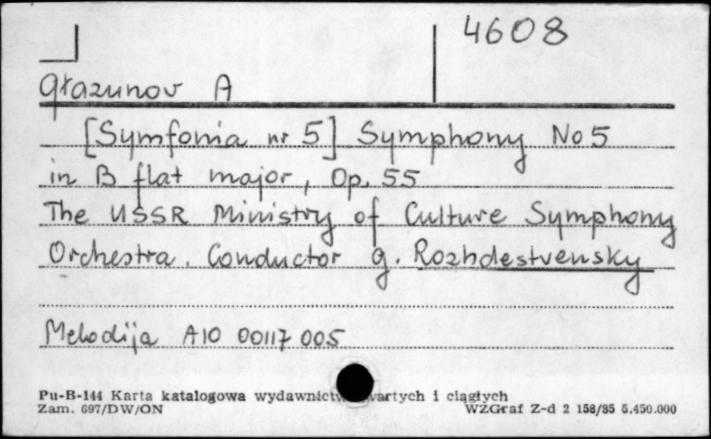 4608
Głazunov A
[Symfonia nr 5] Symphony No 5
in B flat major, Op. 55
The USSR Ministry of Culture Symphony
Orchestra. Conductor G. Rozhdestvensky
Melodija A10 00117 005
Pu-B-144 Karta katalogowa wydawnictw zwartych i ciągłych
Zam. 697/DW/ON WZGraf Z-d 2 158/85 5.450.000